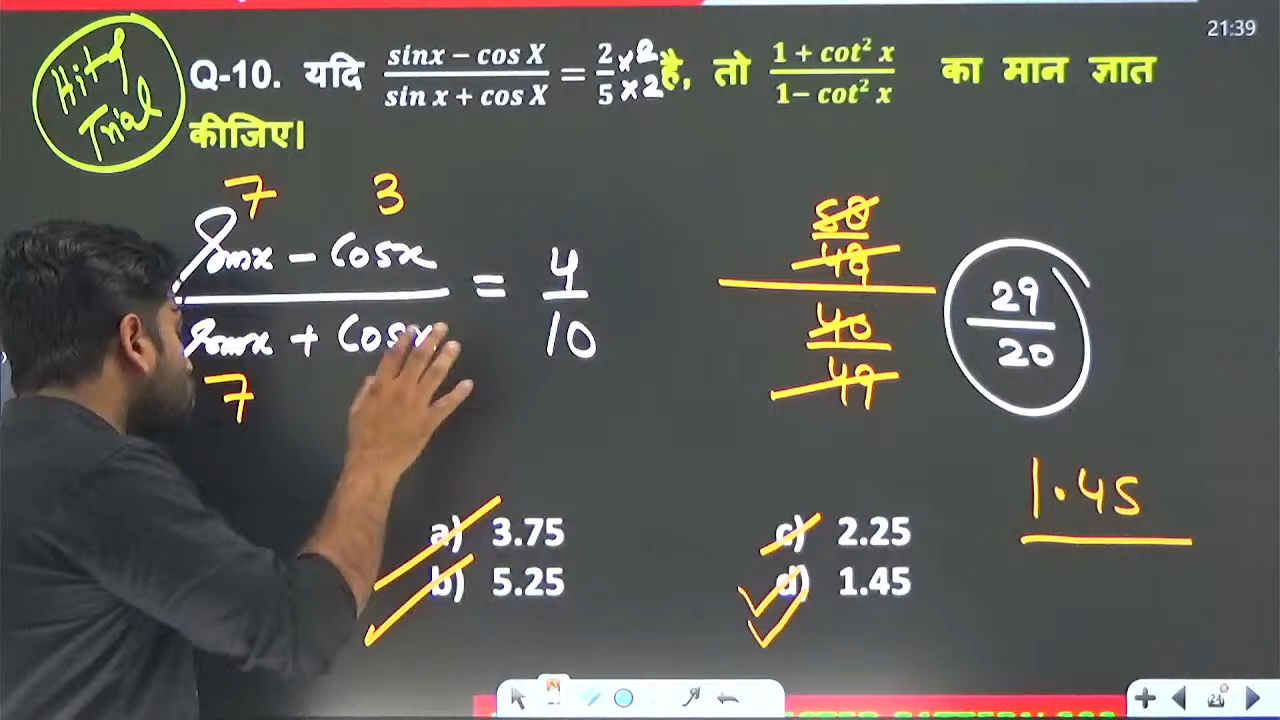 21:39
Hit &
Trial
Q-10. यदि (sinx − cos X)/(sin x + cos X) = 2/5 ×2/×2 है, तो (1 + cot² x)/(1− cot² x) का मान ज्ञात
कीजिए।
7 3
sinx − cosx / sinx + cosx = 4/10
7
58/49
40/49
29/20
1.45
a) 3.75
c) 2.25
b) 5.25
d) 1.45
24